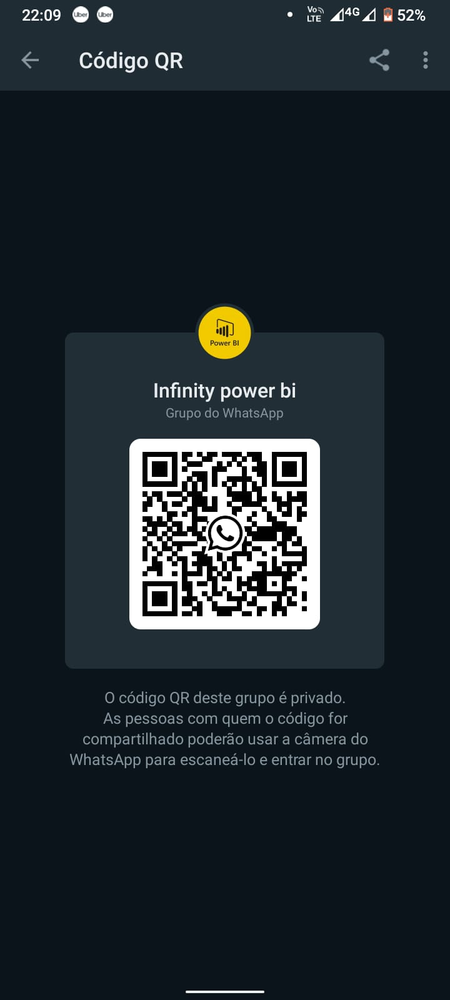 22:09 Uber Uber Vo LTE 4G 52%
Código QR
Power BI
Infinity power bi
Grupo do WhatsApp
O código QR deste grupo é privado.
As pessoas com quem o código for
compartilhado poderão usar a câmera do
WhatsApp para escaneá-lo e entrar no grupo.